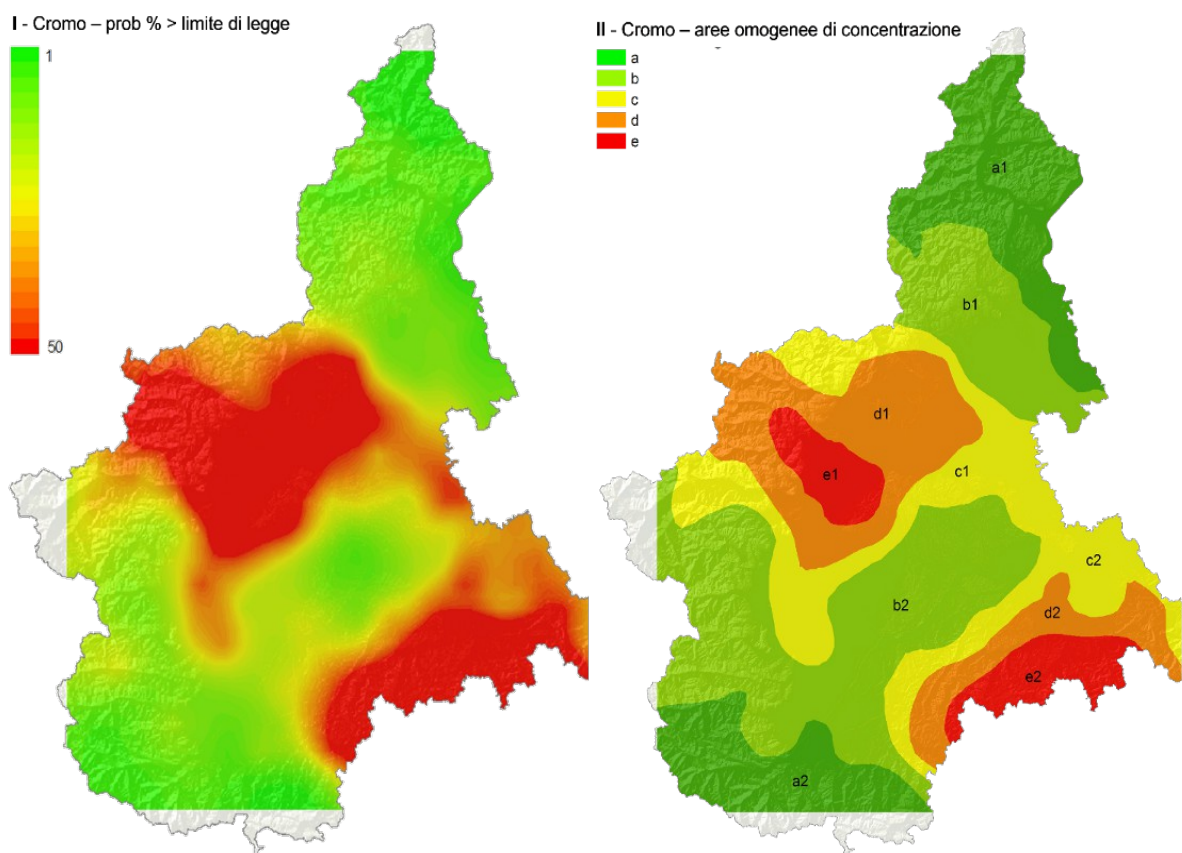 I - Cromo – prob % > limite di legge
1
50
II - Cromo – aree omogenee di concentrazione
a
b
c
d
e
a1
b1
d1
e1
c1
c2
b2
d2
e2
a2